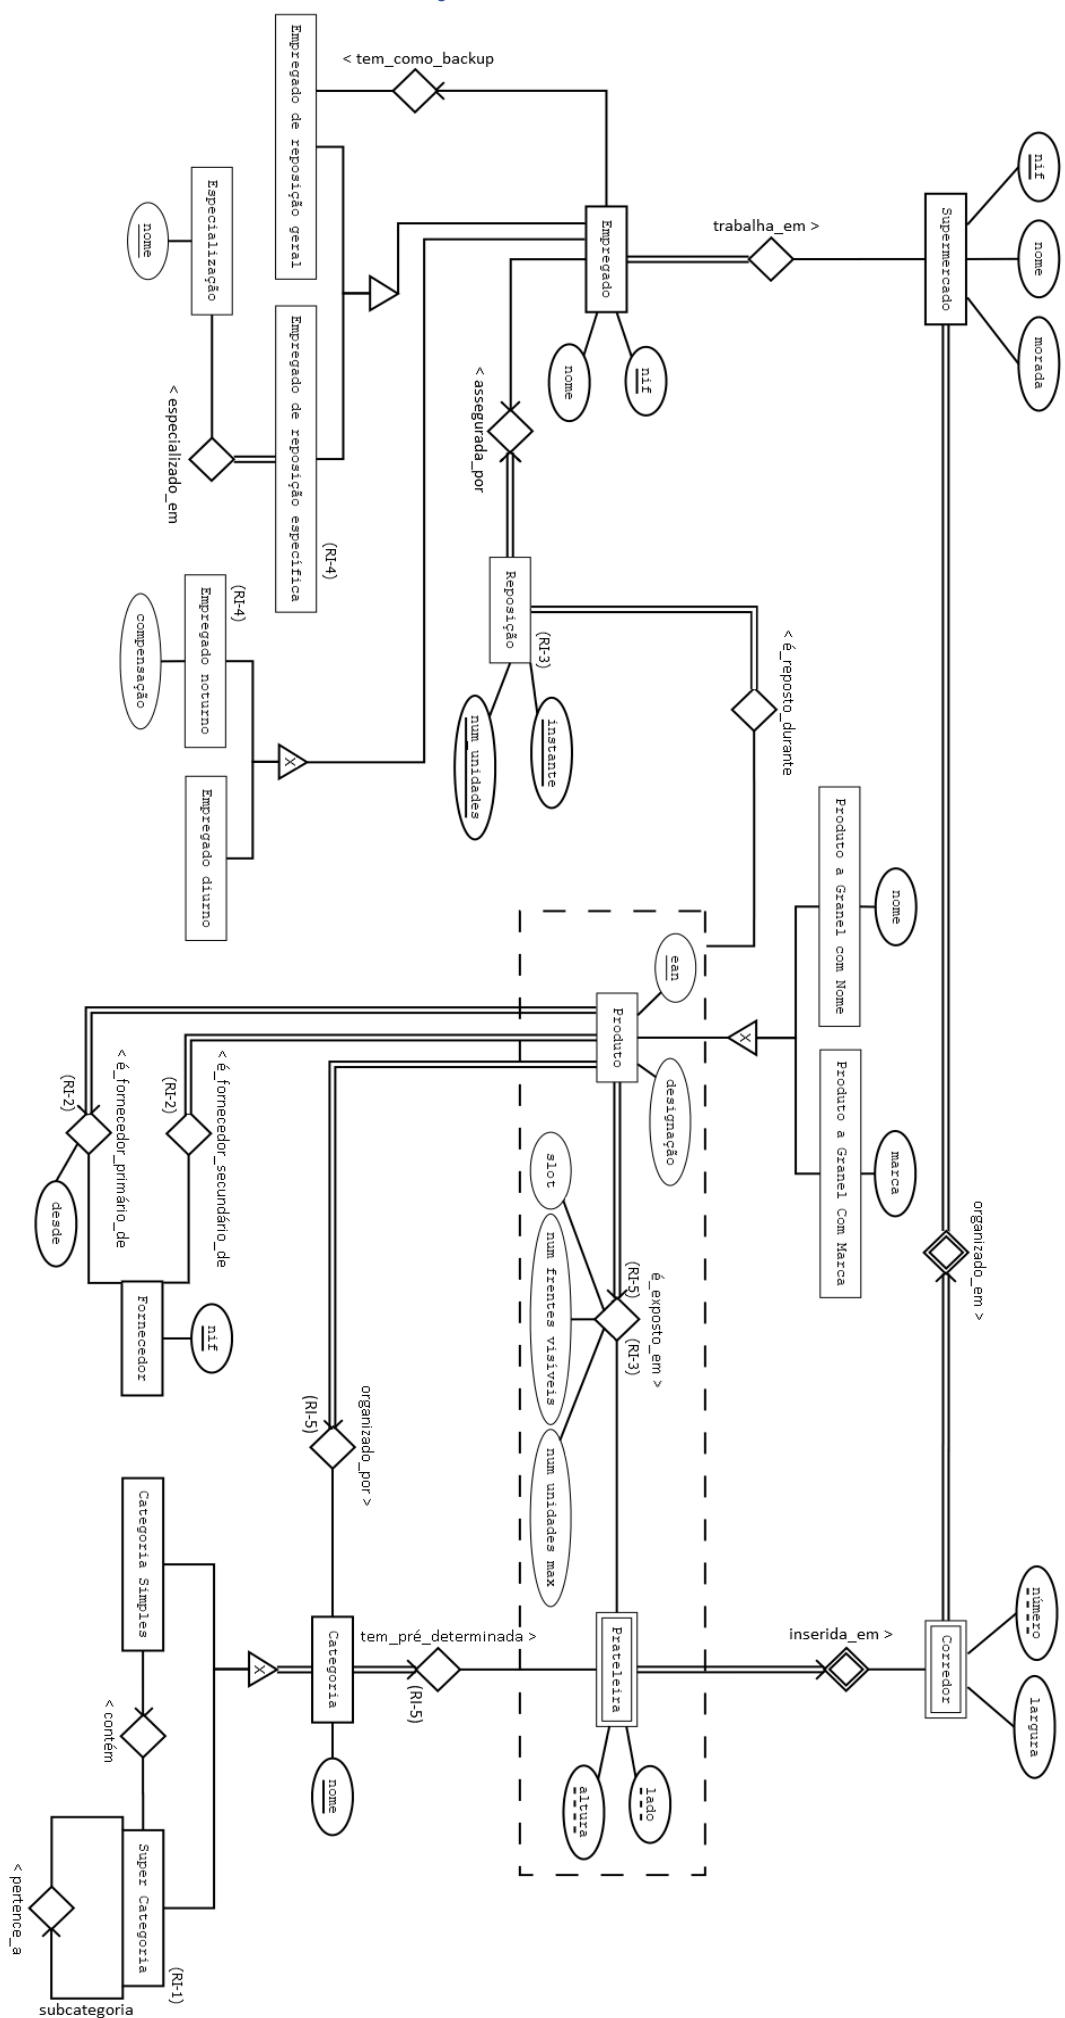 < tem_como_backup
Empregado de reposição geral
nif
Supermercado
nome
morada
trabalha_em >
Empregado
nome
nif
Especialização
nome
< especializado_em
Empregado de reposição específica
(RI-4)
< assegurada_por
Reposição
(RI-3)
instante
num_unidades
< é_reposto_durante
(RI-4)
Empregado noturno
compensação
X
Empregado diurno
Produto a Granel com Nome
nome
Produto a Granel Com Marca
marca
X
ean
Produto
designação
< é_fornecedor_primário_de
(RI-2)
desde
< é_fornecedor_secundário_de
(RI-2)
Fornecedor
nif
slot
num frentes visíveis
num unidades max
(RI-5)
é_exposto_em >
(RI-3)
organizado_em >
organizado_por >
(RI-5)
Categoria Simples
Categoria
nome
X
tem_pré_determinada >
(RI-5)
Prateleira
lado
altura
inserida_em >
Corredor
número
largura
< contém
Super Categoria
(RI-1)
< pertence_a
subcategoria